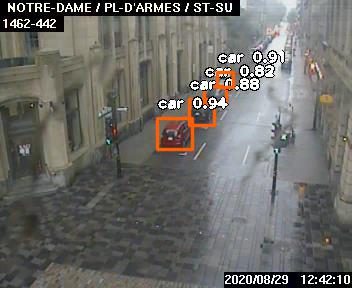 NOTRE-DAME / PL-D'ARMES / ST-SU
1462-442
car 0.91
car 0.82
car 0.88
car 0.94
2020/08/29 12:42:10